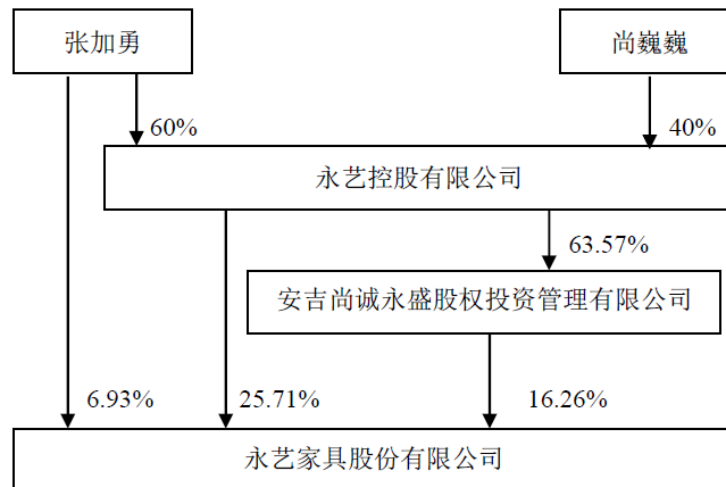 张加勇
尚巍巍
60%
40%
永艺控股有限公司
63.57%
安吉尚诚永盛股权投资管理有限公司
6.93%
25.71%
16.26%
永艺家具股份有限公司